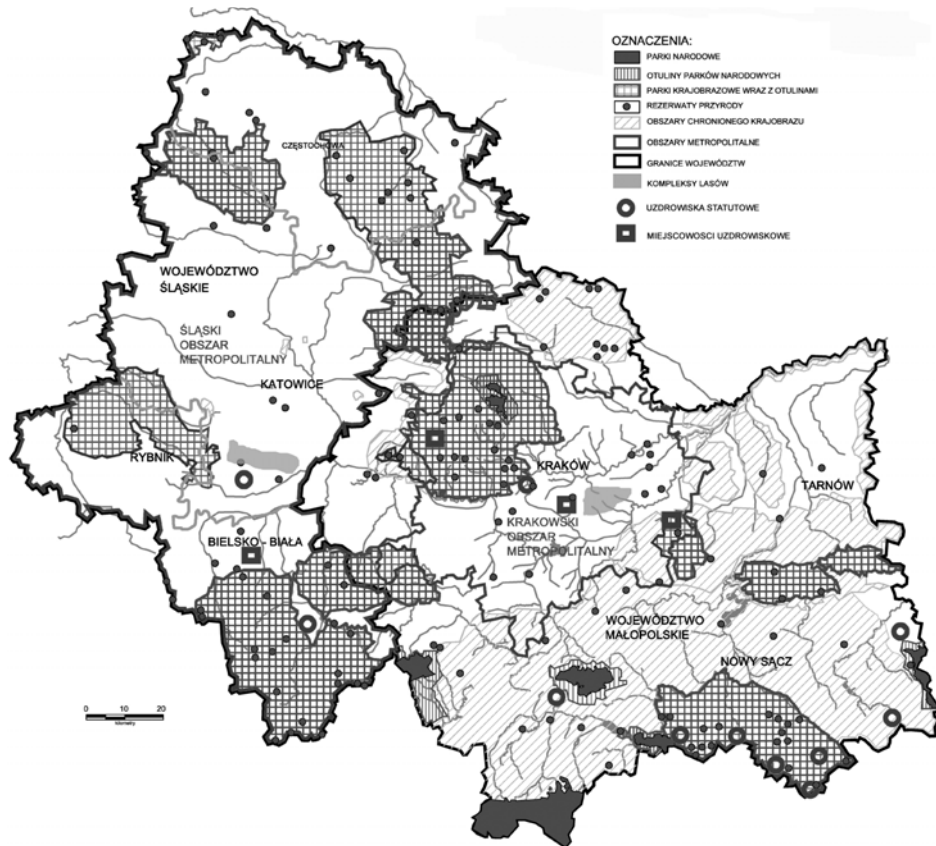 OZNACZENIA:
PARKI NARODOWE
OTULINY PARKÓW NARODOWYCH
PARKI KRAJOBRAZOWE WRAZ Z OTULINAMI
REZERWATY PRZYRODY
OBSZARY CHRONIONEGO KRAJOBRAZU
OBSZARY METROPOLITALNE
GRANICE WOJEWÓDZTW
KOMPLEKSY LASÓW
UZDROWISKA STATUTOWE
MIEJSCOWOŚCI UZDROWISKOWE
CZĘSTOCHOWA
WOJEWÓDZTWO
ŚLĄSKIE
ŚLĄSKI
OBSZAR
METROPOLITALNY
KATOWICE
RYBNIK
KRAKÓW
TARNÓW
KRAKOWSKI
OBSZAR
METROPOLITALNY
BIELSKO - BIAŁA
WOJEWÓDZTWO
MAŁOPOLSKIE
NOWY SĄCZ
0 10 20
kilometry